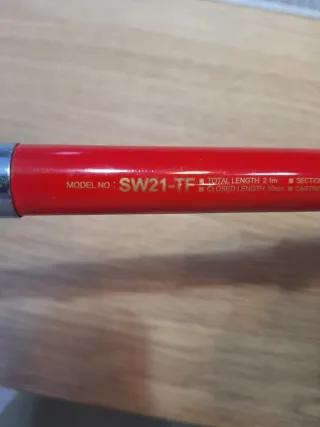 MODEL NO : SW21-TF ■ TOTAL LENGTH 2.1m ■ SECTION
■ CLOSED LENGTH